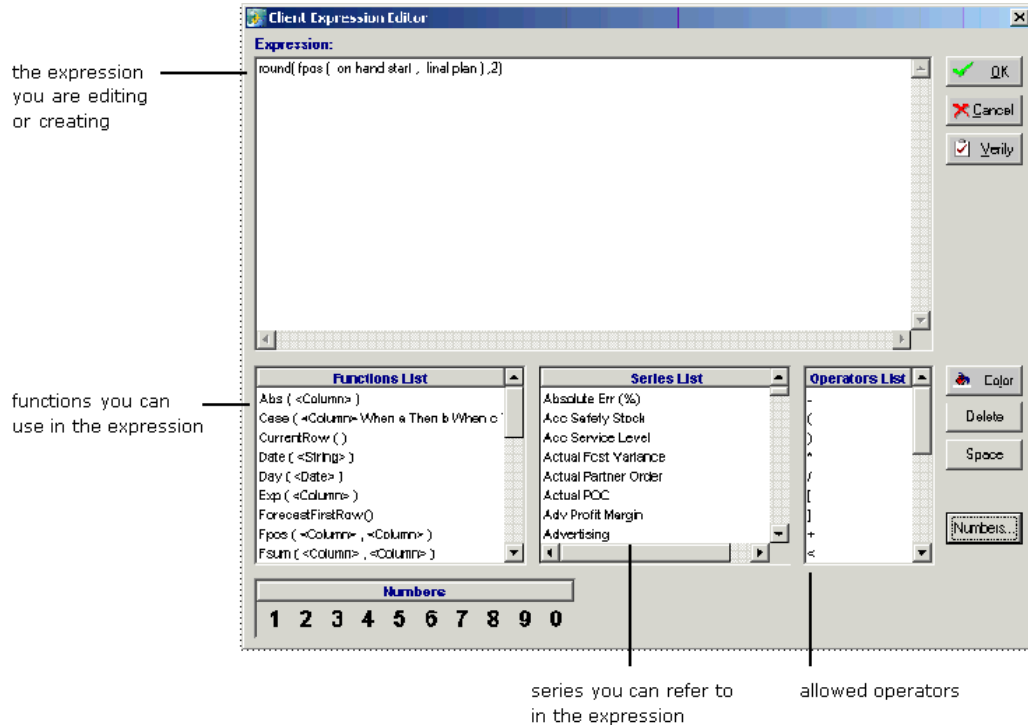 Client Expression Editor
Expression:
round( fpos ( on hand start , final plan ) ,2)
the expression
you are editing
or creating
OK
Cancel
Verify
Functions List
Abs ( <Column> )
Case ( <Column> When a Then b When c
CurrentRow ( )
Date ( <String> )
Day ( <Date> )
Exp ( <Column> )
ForecastFirstRow()
Fpos ( <Column> , <Column> )
Fsum ( <Column> , <Column> )
functions you can
use in the expression
Series List
Absolute Err (%)
Acc Safety Stock
Acc Service Level
Actual Fcst Variance
Actual Partner Order
Actual POC
Adv Profit Margin
Advertising
Operators List
-
(
)
*
/
[
]
+
<
Color
Delete
Space
Numbers...
Numbers
1 2 3 4 5 6 7 8 9 0
series you can refer to
in the expression
allowed operators